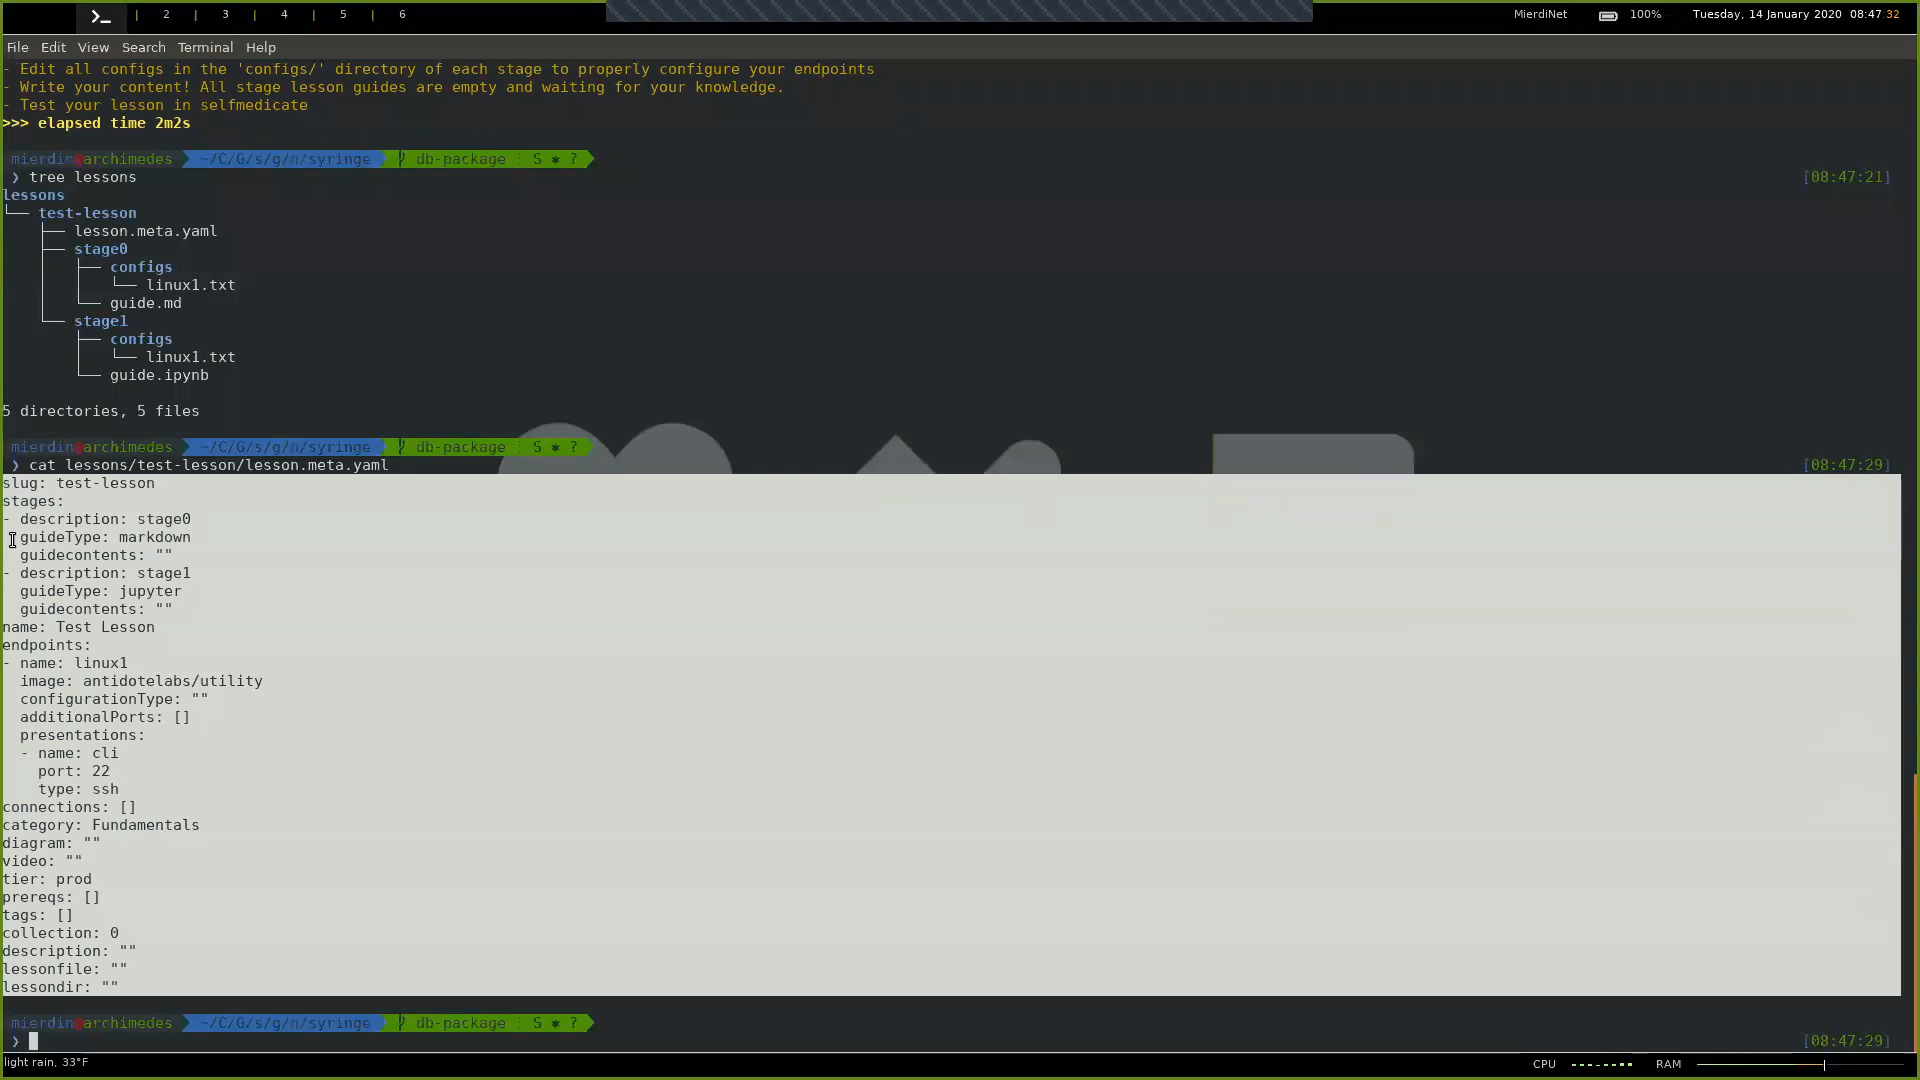 2 | 3 | 4 | 5 | 6
MierdiNet 100% Tuesday, 14 January 2020 08:47:32
File Edit View Search Terminal Help
- Edit all configs in the 'configs/' directory of each stage to properly configure your endpoints
- Write your content! All stage lesson guides are empty and waiting for your knowledge.
- Test your lesson in selfmedicate
>>> elapsed time 2m2s
mierdin@archimedes ~/C/G/s/g/n/syringe db-package S ✱ ?
❯ tree lessons [08:47:21]
lessons
└── test-lesson
    ├── lesson.meta.yaml
    ├── stage0
    │   ├── configs
    │   │   └── linux1.txt
    │   └── guide.md
    └── stage1
        ├── configs
        │   └── linux1.txt
        └── guide.ipynb
5 directories, 5 files
mierdin@archimedes ~/C/G/s/g/n/syringe db-package S ✱ ?
❯ cat lessons/test-lesson/lesson.meta.yaml [08:47:29]
slug: test-lesson
stages:
- description: stage0
  guideType: markdown
  guidecontents: ""
- description: stage1
  guideType: jupyter
  guidecontents: ""
name: Test Lesson
endpoints:
- name: linux1
  image: antidotelabs/utility
  configurationType: ""
  additionalPorts: []
  presentations:
  - name: cli
    port: 22
    type: ssh
connections: []
category: Fundamentals
diagram: ""
video: ""
tier: prod
prereqs: []
tags: []
collection: 0
description: ""
lessonfile: ""
lessondir: ""
mierdin@archimedes ~/C/G/s/g/n/syringe db-package S ✱ ?
❯ [08:47:29]
light rain, 33°F CPU RAM